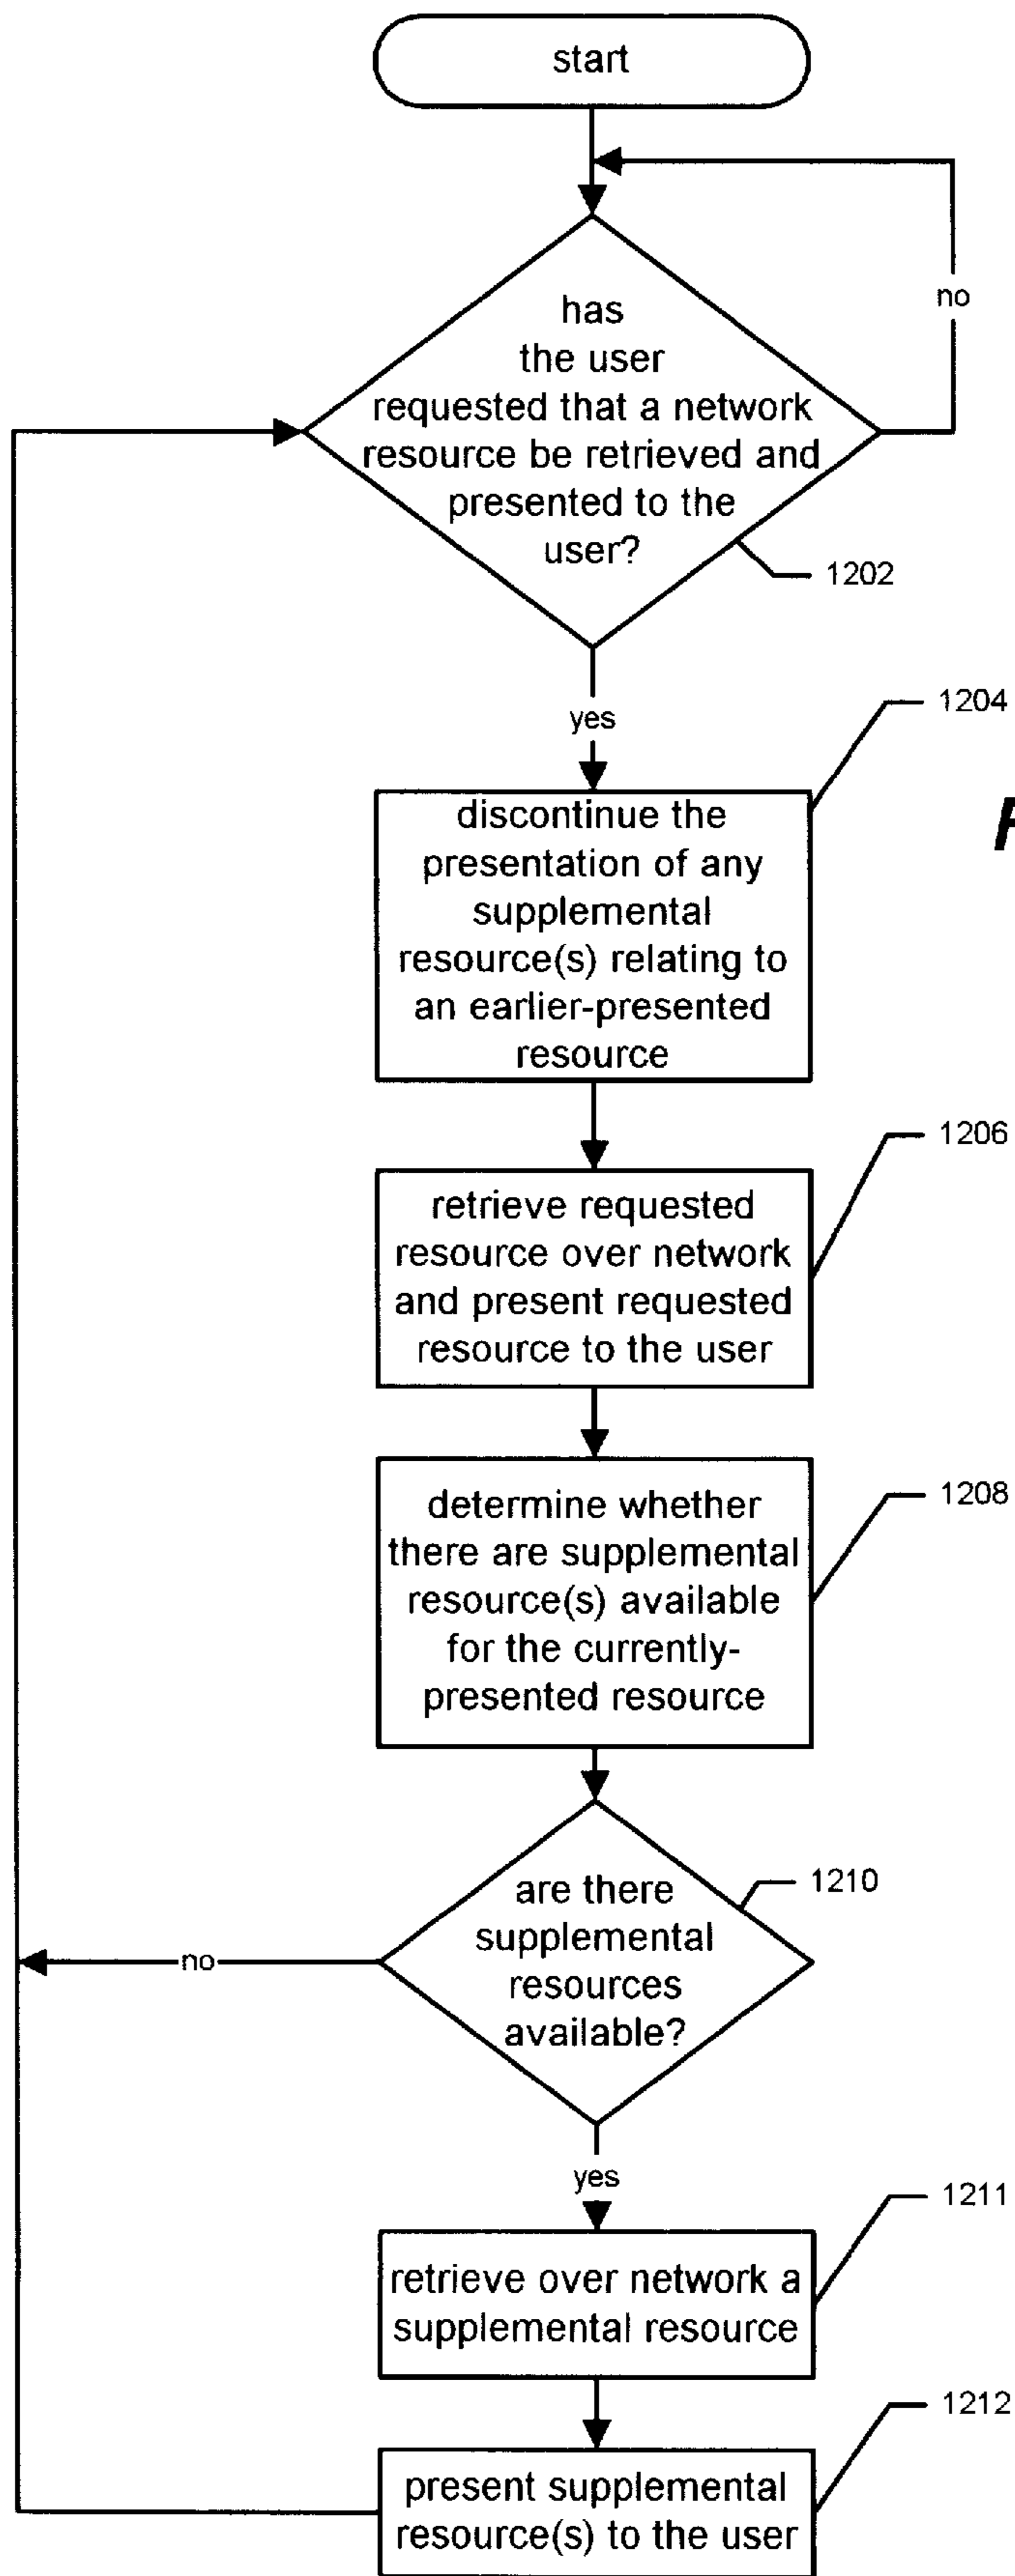 start
has
the user
requested that a network
resource be retrieved and
presented to the
user?
no
1202
yes
1204
discontinue the
presentation of any
supplemental
resource(s) relating to
an earlier-presented
resource
1206
retrieve requested
resource over network
and present requested
resource to the user
1208
determine whether
there are supplemental
resource(s) available
for the currently-
presented resource
1210
are there
supplemental
resources
available?
no
yes
1211
retrieve over network a
supplemental resource
1212
present supplemental
resource(s) to the user